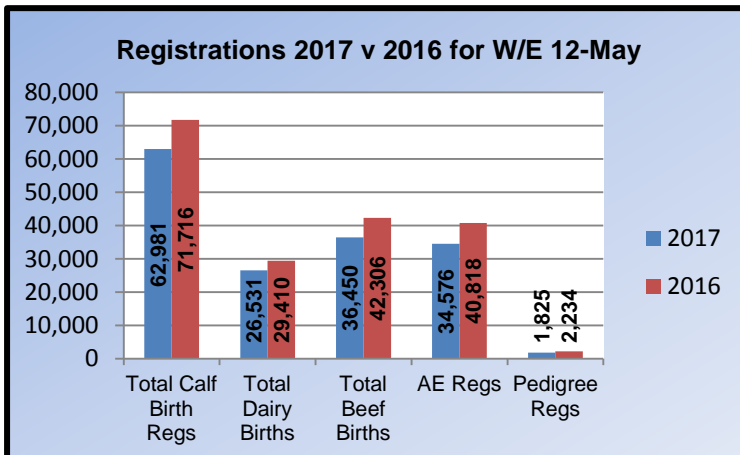 Registrations 2017 v 2016 for W/E 12-May
80,000
70,000
60,000
50,000
40,000
30,000
20,000
10,000
0
62,981
71,716
26,531
29,410
36,450
42,306
34,576
40,818
1,825
2,234
Total Calf
Birth
Regs
Total
Dairy
Births
Total
Beef
Births
AE Regs
Pedigree
Regs
2017
2016